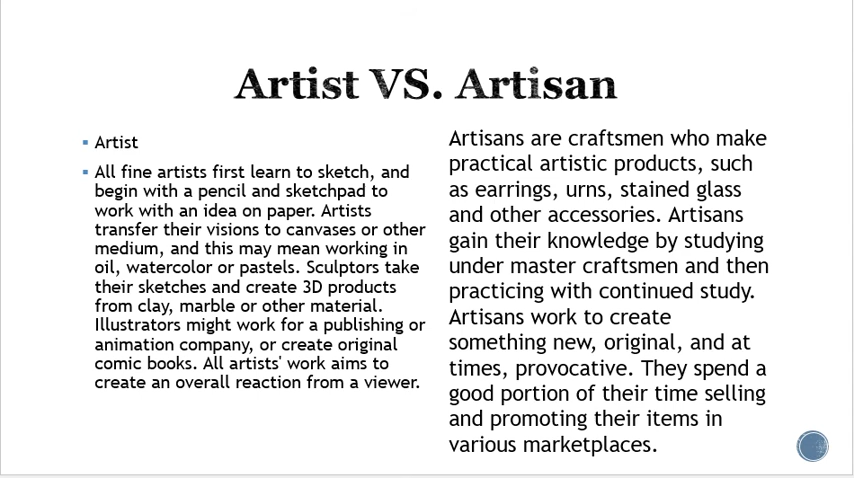 Artist VS. Artisan
Artist
All fine artists first learn to sketch, and
begin with a pencil and sketchpad to
work with an idea on paper. Artists
transfer their visions to canvases or other
medium, and this may mean working in
oil, watercolor or pastels. Sculptors take
their sketches and create 3D products
from clay, marble or other material.
Illustrators might work for a publishing or
animation company, or create original
comic books. All artists' work aims to
create an overall reaction from a viewer.
Artisans are craftsmen who make
practical artistic products, such
as earrings, urns, stained glass
and other accessories. Artisans
gain their knowledge by studying
under master craftsmen and then
practicing with continued study.
Artisans work to create
something new, original, and at
times, provocative. They spend a
good portion of their time selling
and promoting their items in
various marketplaces.